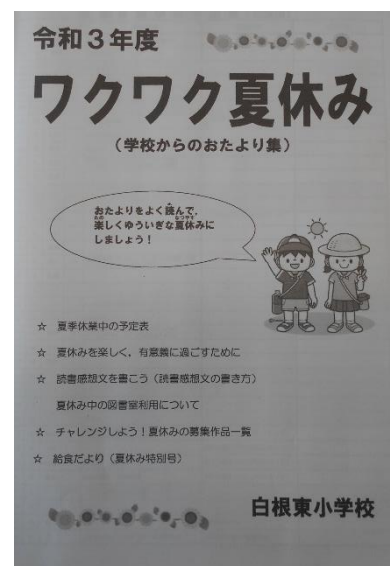 令和３年度
ワクワク夏休み
（学校からのおたより集）
おたよりをよく読んで，
楽しくゆういぎな夏休みに
しましょう！
☆ 夏季休業中の予定表
☆ 夏休みを楽しく，有意義に過ごすために
☆ 読書感想文を書こう（読書感想文の書き方）
夏休み中の図書室利用について
☆ チャレンジしよう！夏休みの募集作品一覧
☆ 給食だより（夏休み特別号）
白根東小学校